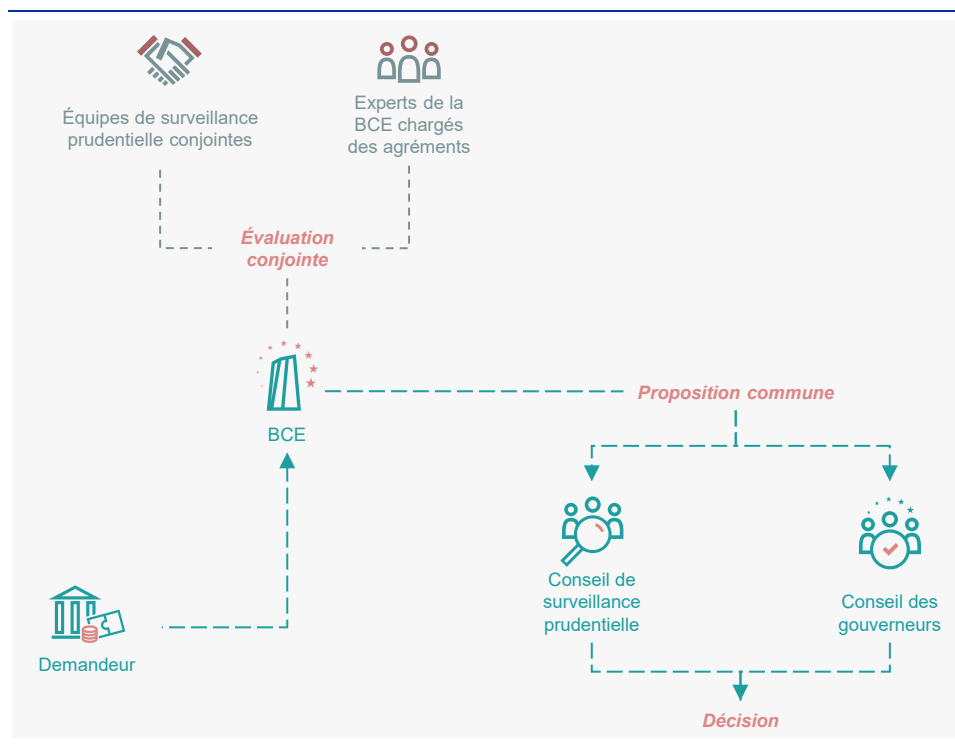 Équipes de surveillance
prudentielle conjointes
Experts de la
BCE chargés
des agréments
Évaluation
conjointe
BCE
Proposition commune
Conseil de
surveillance
prudentielle
Conseil des
gouverneurs
Demandeur
Décision